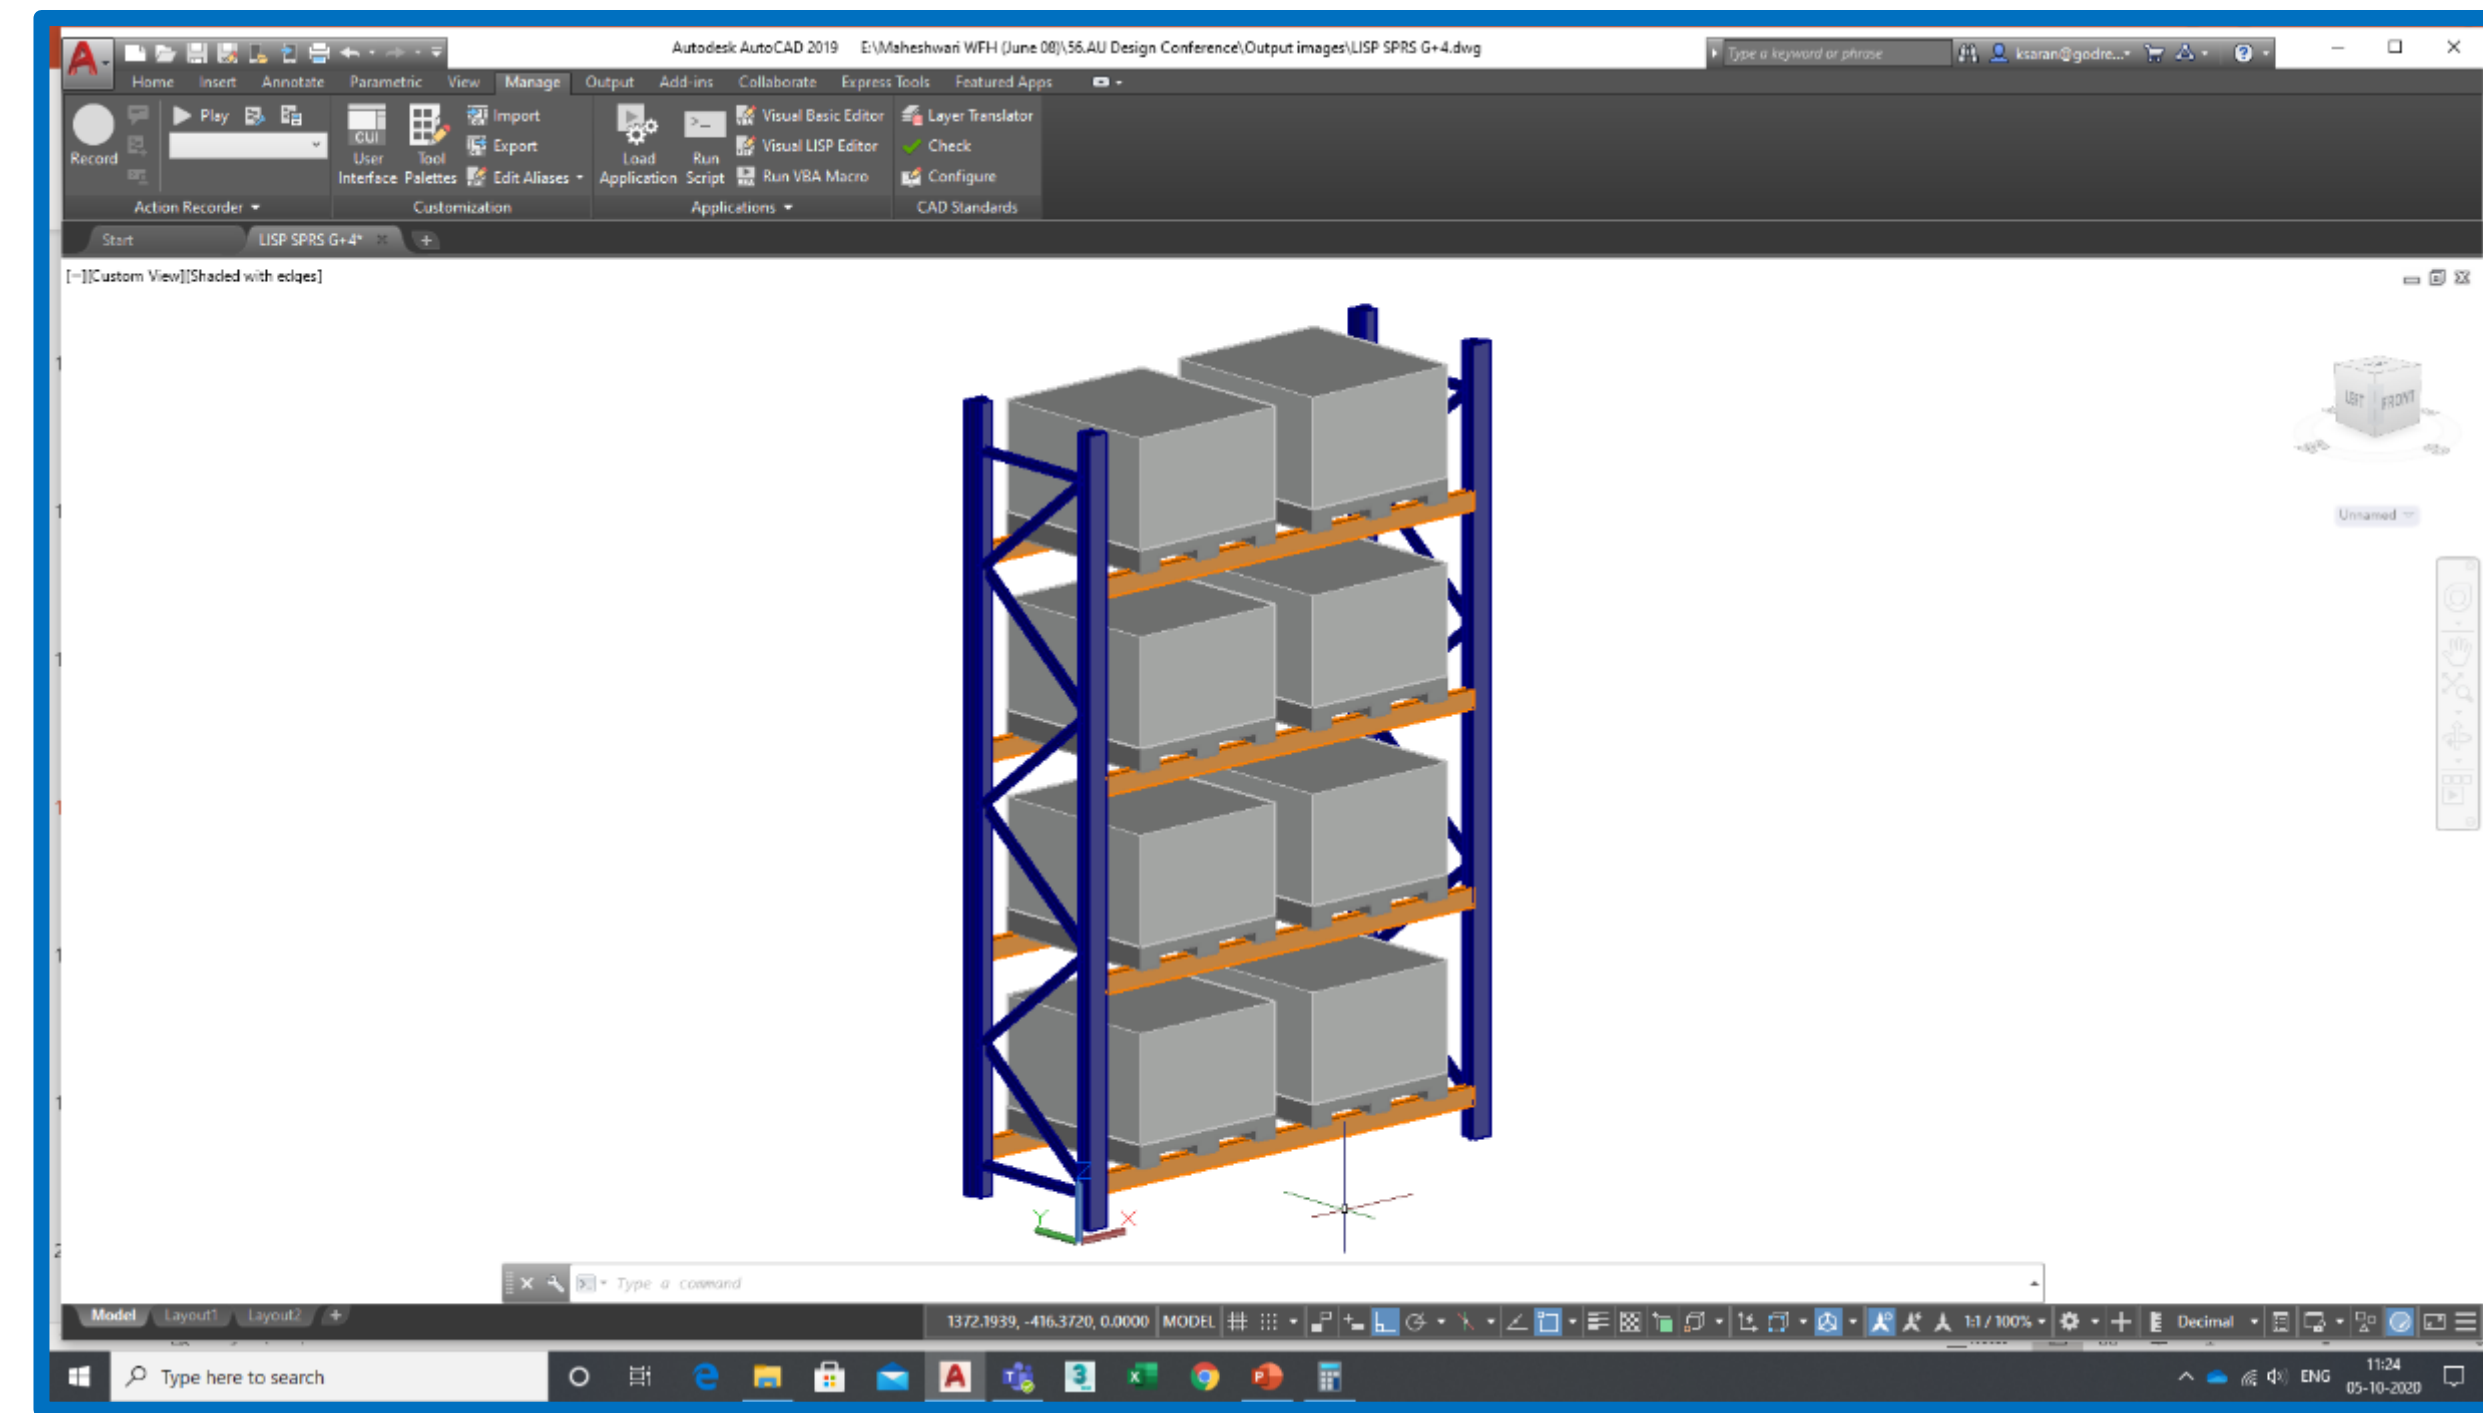 Autodesk AutoCAD 2019 E:\Maheshwari WFH (June 08)\56.AU Design Conference\Output images\LISP SPRS G+4.dwg
Type a keyword or phrase
ksaran@godre...
Home Insert Annotate Parametric View Manage Output Add-ins Collaborate Express Tools Featured Apps
Play Import Visual Basic Editor Layer Translator
CUI Export Visual LISP Editor Check
Record User Interface Tool Palettes Edit Aliases Load Application Run Script Run VBA Macro Configure
Action Recorder Customization Applications CAD Standards
Start LISP SPRS G+4*
[-][Custom View][Shaded with edges]
LEFT FRONT
Unnamed
Y X
Type a command
Model Layout1 Layout2 +
1372.1939, -416.3720, 0.0000 MODEL 1:1 / 100% Decimal
Type here to search
ENG
11:24
05-10-2020